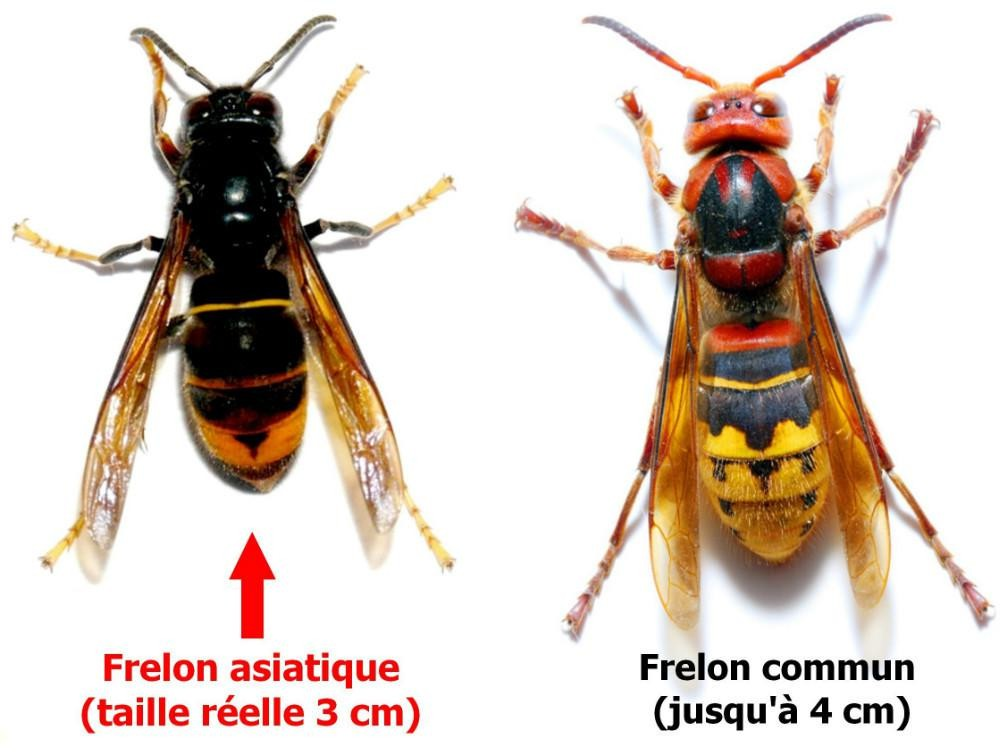 Frelon asiatique
(taille réelle 3 cm)
Frelon commun
(jusqu'à 4 cm)